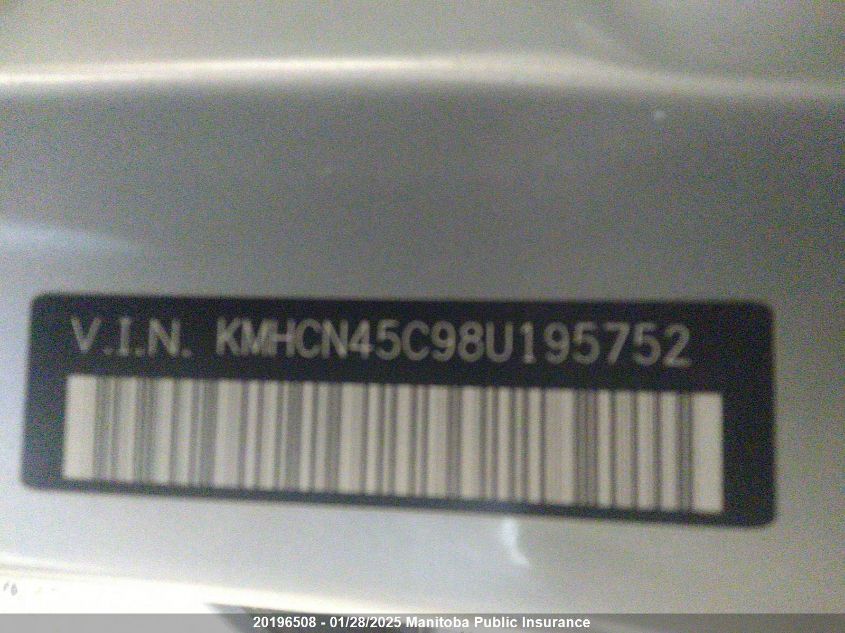 V.I.N. KMHCN45C98U195752
20196508 - 01/28/2025 Manitoba Public Insurance